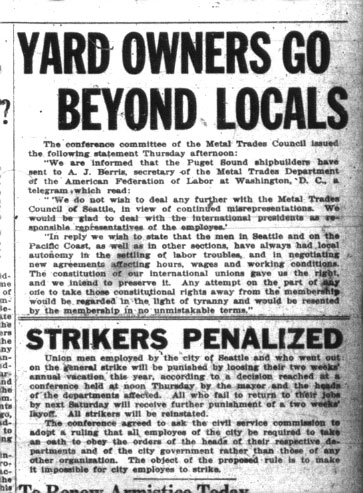 YARD OWNERS GO
BEYOND LOCALS
The conference committee of the Metal Trades Council issued
the following statement Thursday afternoon:
"We are informed that the Puget Sound shipbuilders have
sent to A. J. Berris, secretary of the Metal Trades Department
of the American Federation of Labor at Washington, D. C., a
telegram which read:
"'We do not wish to deal any further with the Metal Trades
Council of Seattle, in view of continued misrepresentations. We
would be glad to deal with the international presidents as re-
sponsible representatives of the employee.'
"In reply we wish to state that the men in Seattle and on the
Pacific Coast, as well as in other sections, have always had local
autonomy in the settling of labor troubles, and in negotiating
new agreements affecting hours, wages and working conditions.
The constitution of our international unions gave us the right,
and we intend to preserve it. Any attempt on the part of any
one to take those constitutional rights away from the membership
would be regarded in the light of tyranny and would be resented
by the membership in no unmistakable terms."
STRIKERS PENALIZED
Union men employed by the city of Seattle and who went out
on the general strike will be punished by loosing their two weeks'
annual vacation this year, according to a decision reached at a
conference held at noon Thursday by the mayor and the heads
of the departments affected. All who fail to return to their jobs
by next Saturday will receive further punishment of a two weeks'
layoff. All strikers will be reinstated.
The conference agreed to ask the civil service commission to
adopt a ruling that all employes of the city be required to take
an oath to obey the orders of the heads of their respective de-
partments and of the city government rather than those of any
other organization. The object of the proposed rule is to make
it impossible for city employes to strike.
To Renew Armistice Today